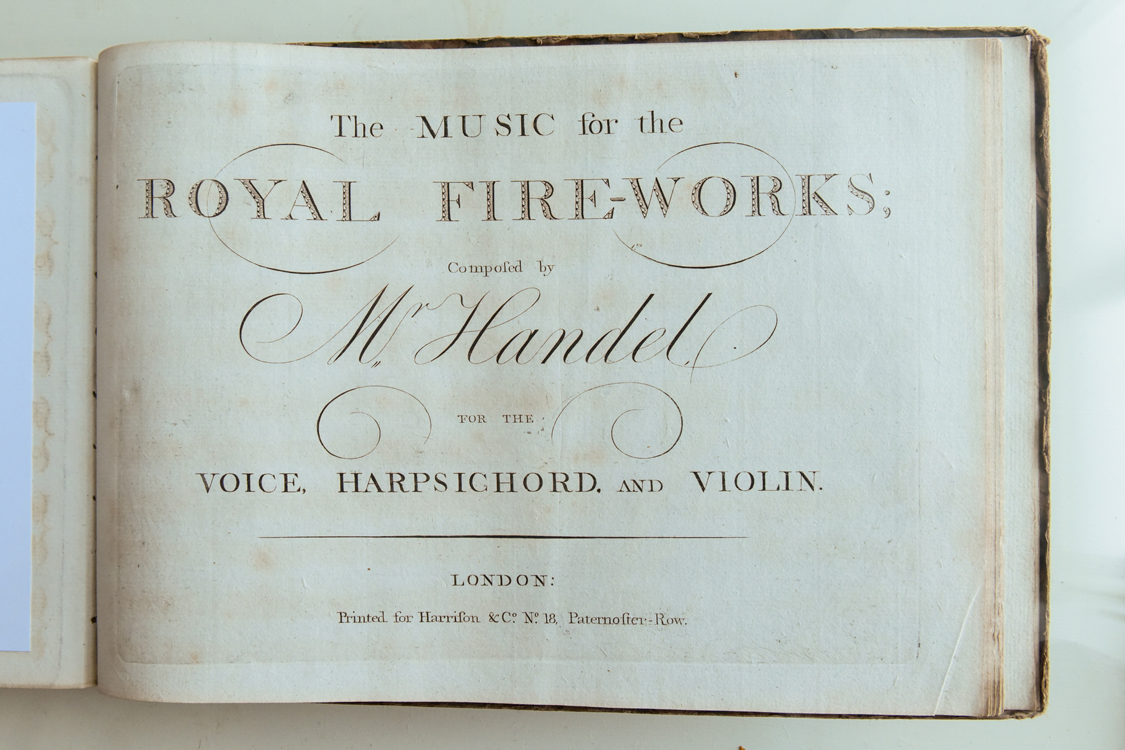 The MUSIC for the
ROYAL FIRE-WORKS;
Compoſed by
Mr. Handel
FOR THE
VOICE, HARPSICHORD, AND VIOLIN.
LONDON:
Printed for Harriſon & Co. No. 18, Paternoſter-Row.